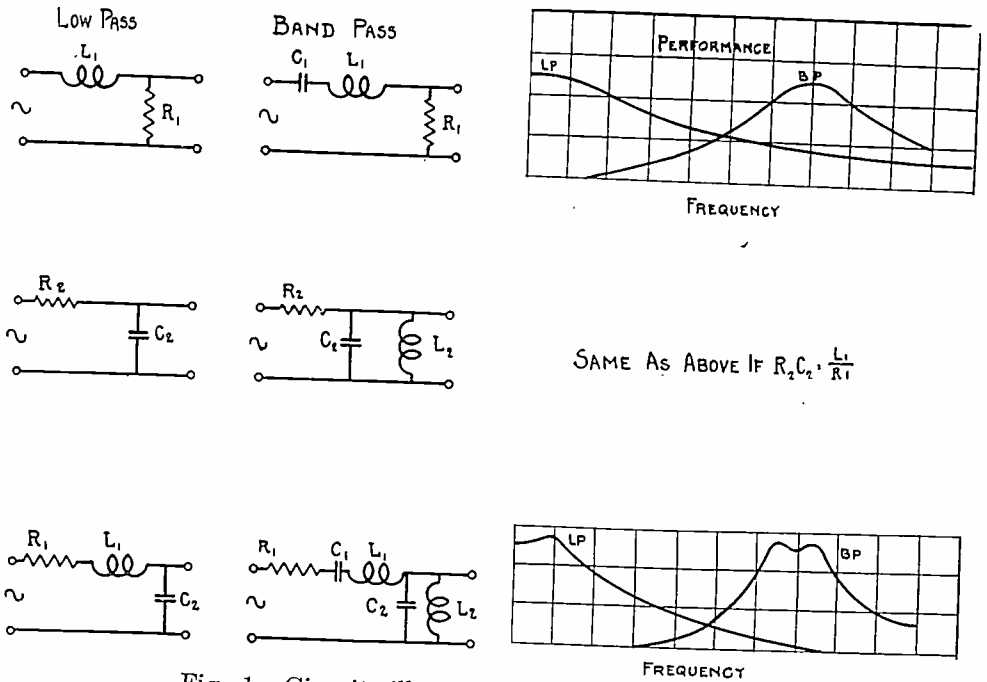 LOW PASS
BAND PASS
PERFORMANCE
L₁
R₁
C₁ L₁
R₁
LP
BP
FREQUENCY
R₂
C₂
R₂
C₂
L₂
SAME AS ABOVE IF R₂C₂ = L₁/R₁
R₁ L₁
C₂
R₁ C₁ L₁
C₂
L₂
LP
BP
FREQUENCY
Fig. 1